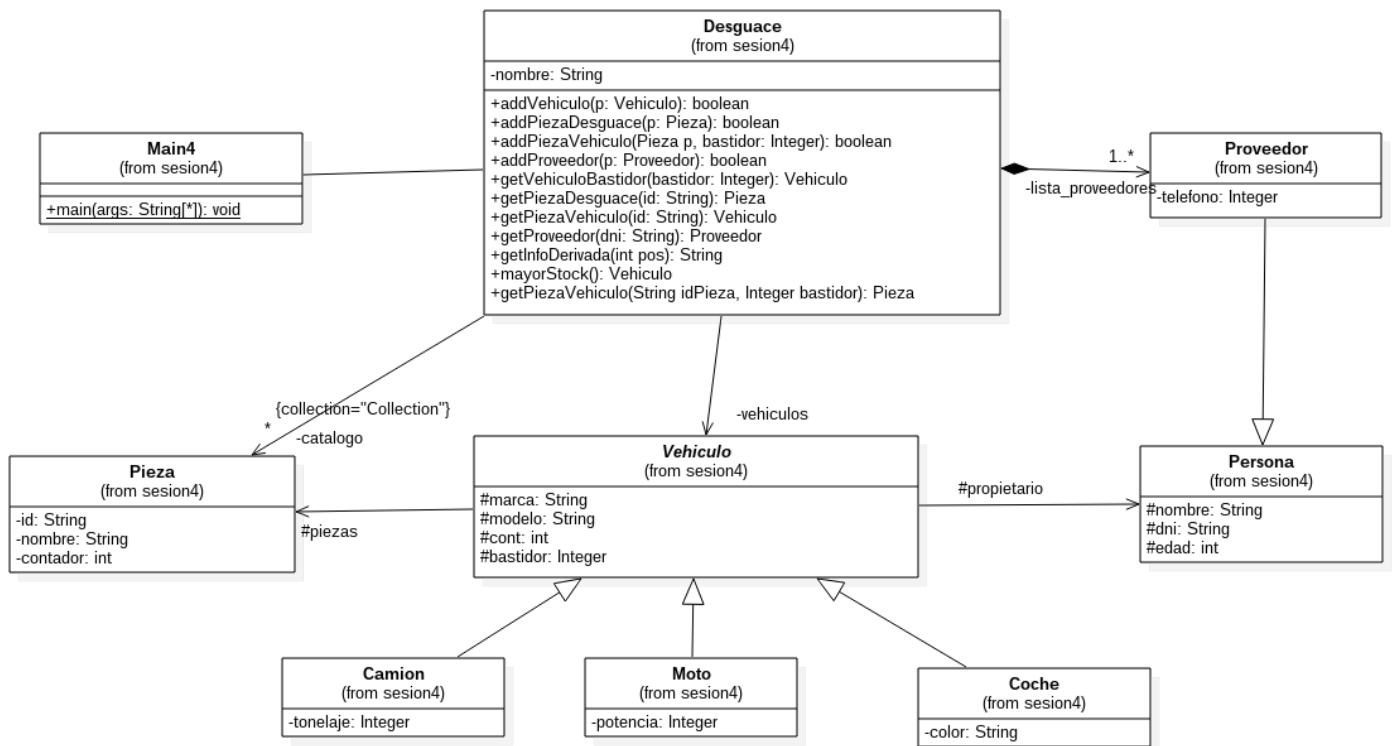 Desguace
(from sesion4)
-nombre: String
+addVehiculo(p: Vehiculo): boolean
+addPiezaDesguace(p: Pieza): boolean
+addPiezaVehiculo(Pieza p, bastidor: Integer): boolean
+addProveedor(p: Proveedor): boolean
+getVehiculoBastidor(bastidor: Integer): Vehiculo
+getPiezaDesguace(id: String): Pieza
+getPiezaVehiculo(id: String): Vehiculo
+getProveedor(dni: String): Proveedor
+getInfoDerivada(int pos): String
+mayorStock(): Vehiculo
+getPiezaVehiculo(String idPieza, Integer bastidor): Pieza
Main4
(from sesion4)
+main(args: String[*]): void
1..*
-lista_proveedores
Proveedor
(from sesion4)
-telefono: Integer
{collection="Collection"}
*
-catalogo
-vehiculos
Pieza
(from sesion4)
-id: String
-nombre: String
-contador: int
#piezas
Vehiculo
(from sesion4)
#marca: String
#modelo: String
#cont: int
#bastidor: Integer
#propietario
Persona
(from sesion4)
#nombre: String
#dni: String
#edad: int
Camion
(from sesion4)
-tonelaje: Integer
Moto
(from sesion4)
-potencia: Integer
Coche
(from sesion4)
-color: String